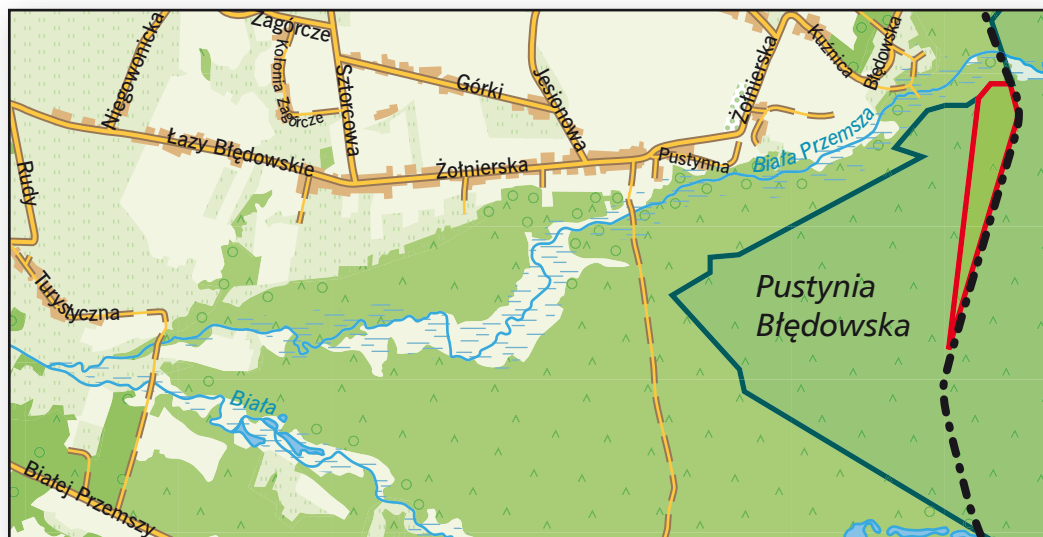 Zagórcze
Kolonia Zagórcze
Niegowonicka
Sztorcowa
Górki
Jesionowa
Żołnierska
Kuźnica
Błędowska
Łazy Błędowskie
Żołnierska
Pustynna
Biała Przemsza
Rudy
Turystyczna
Pustynia
Błędowska
Biała
Białej Przemszy